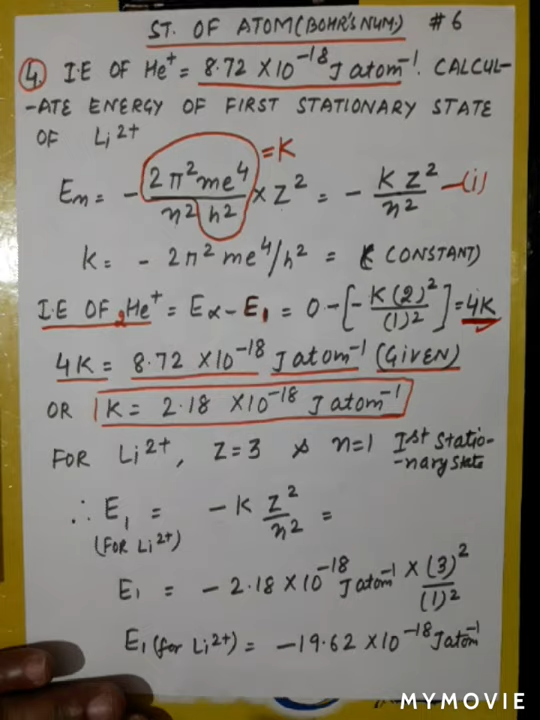 ST. OF ATOM(BOHR'S NUM.) # 6
4. I.E OF He⁺ = 8.72 ×10⁻¹⁸ J atom⁻¹. CALCUL-
-ATE ENERGY OF FIRST STATIONARY STATE
OF Li²⁺
Eₙ = - 2π²me⁴/n²h² × Z² = - KZ²/n² —(i)
=K
K = - 2π²me⁴/h² = (CONSTANT)
I.E OF ₂He⁺ = E∝ - E₁ = 0 - [- K(2)²/(1)²] = 4K
4K = 8.72 ×10⁻¹⁸ J atom⁻¹ (GIVEN)
OR K = 2.18 ×10⁻¹⁸ J atom⁻¹
FOR Li²⁺, Z=3 & n=1 Ist Statio-
-nary State
∴ E₁ = -K Z²/n² =
(FOR Li²⁺)
E₁ = - 2.18 ×10⁻¹⁸ J atom⁻¹ × (3)²/(1)²
E₁ (for Li²⁺) = -19.62 ×10⁻¹⁸ J atom⁻¹
MYMOVIE